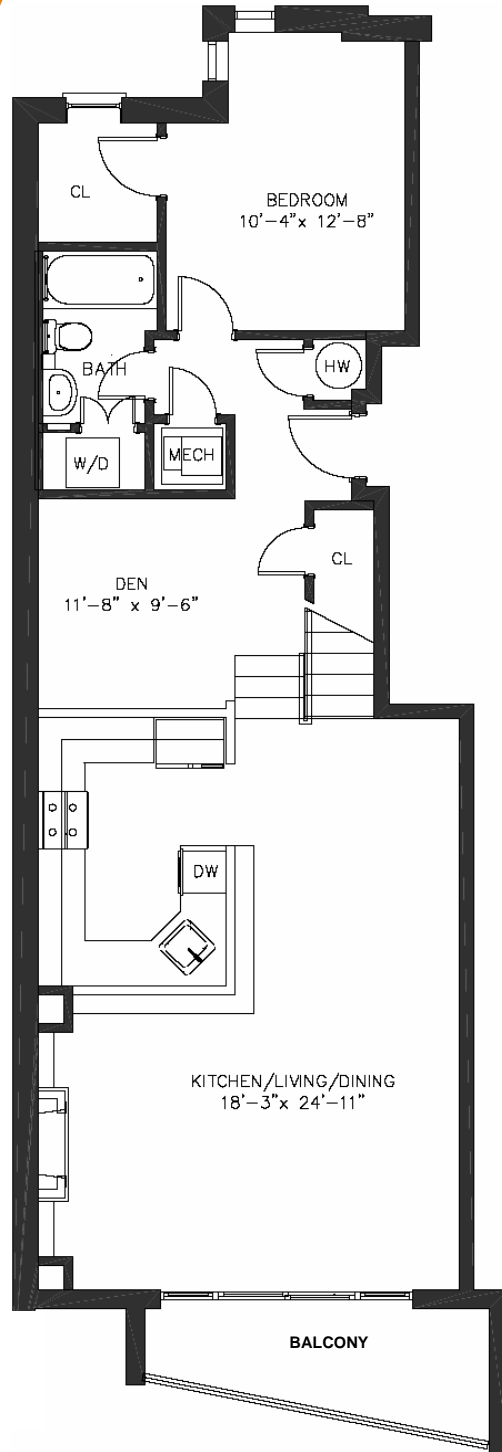 CL
BEDROOM
10'-4"x 12'-8"
BATH
HW
W/D
MECH
CL
DEN
11'-8" x 9'-6"
DW
KITCHEN/LIVING/DINING
18'-3"x 24'-11"
BALCONY